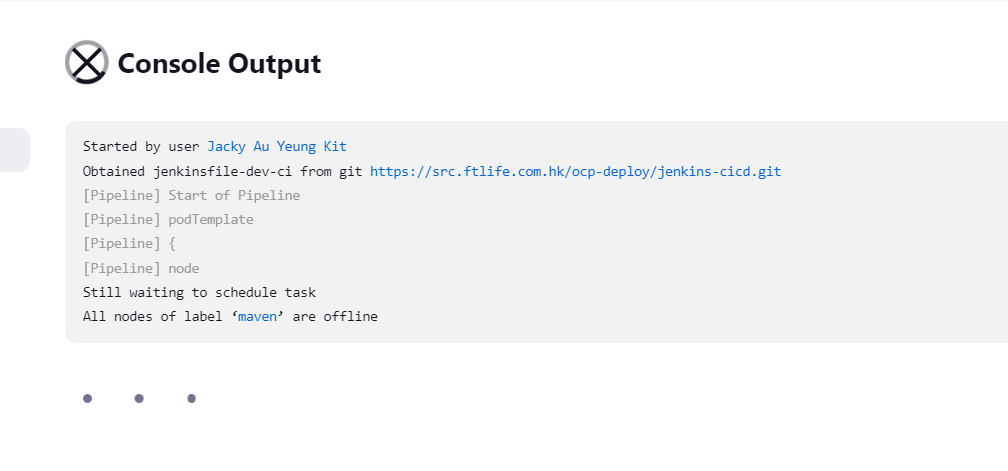 Console Output
Started by user Jacky Au Yeung Kit
Obtained jenkinsfile-dev-ci from git https://src.ftlife.com.hk/ocp-deploy/jenkins-cicd.git
[Pipeline] Start of Pipeline
[Pipeline] podTemplate
[Pipeline] {
[Pipeline] node
Still waiting to schedule task
All nodes of label ‘maven’ are offline